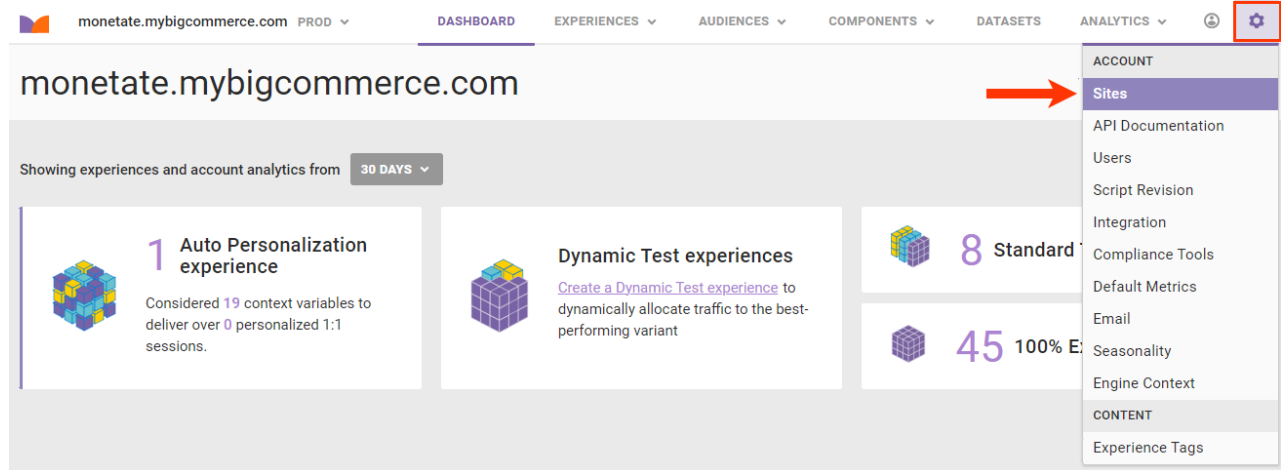 monetate.mybigcommerce.com PROD
DASHBOARD
EXPERIENCES
AUDIENCES
COMPONENTS
DATASETS
ANALYTICS
monetate.mybigcommerce.com
Showing experiences and account analytics from
30 DAYS
1
Auto Personalization
experience
Considered 19 context variables to
deliver over 0 personalized 1:1
sessions.
Dynamic Test experiences
Create a Dynamic Test experience to
dynamically allocate traffic to the best-
performing variant
8 Standard
45 100%
ACCOUNT
Sites
API Documentation
Users
Script Revision
Integration
Compliance Tools
Default Metrics
Email
Seasonality
Engine Context
CONTENT
Experience Tags